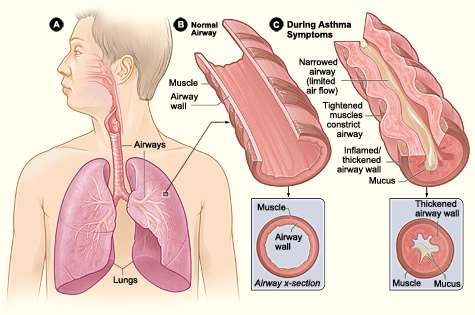 A
B Normal
Airway
C During Asthma
Symptoms
Muscle
Airway
wall
Airways
Lungs
Narrowed
airway
(limited
air flow)
Tightened
muscles
constrict
airway
Inflamed/
thickened
airway wall
Mucus
Muscle
Airway
wall
Airway x-section
Thickened
airway wall
Muscle
Mucus